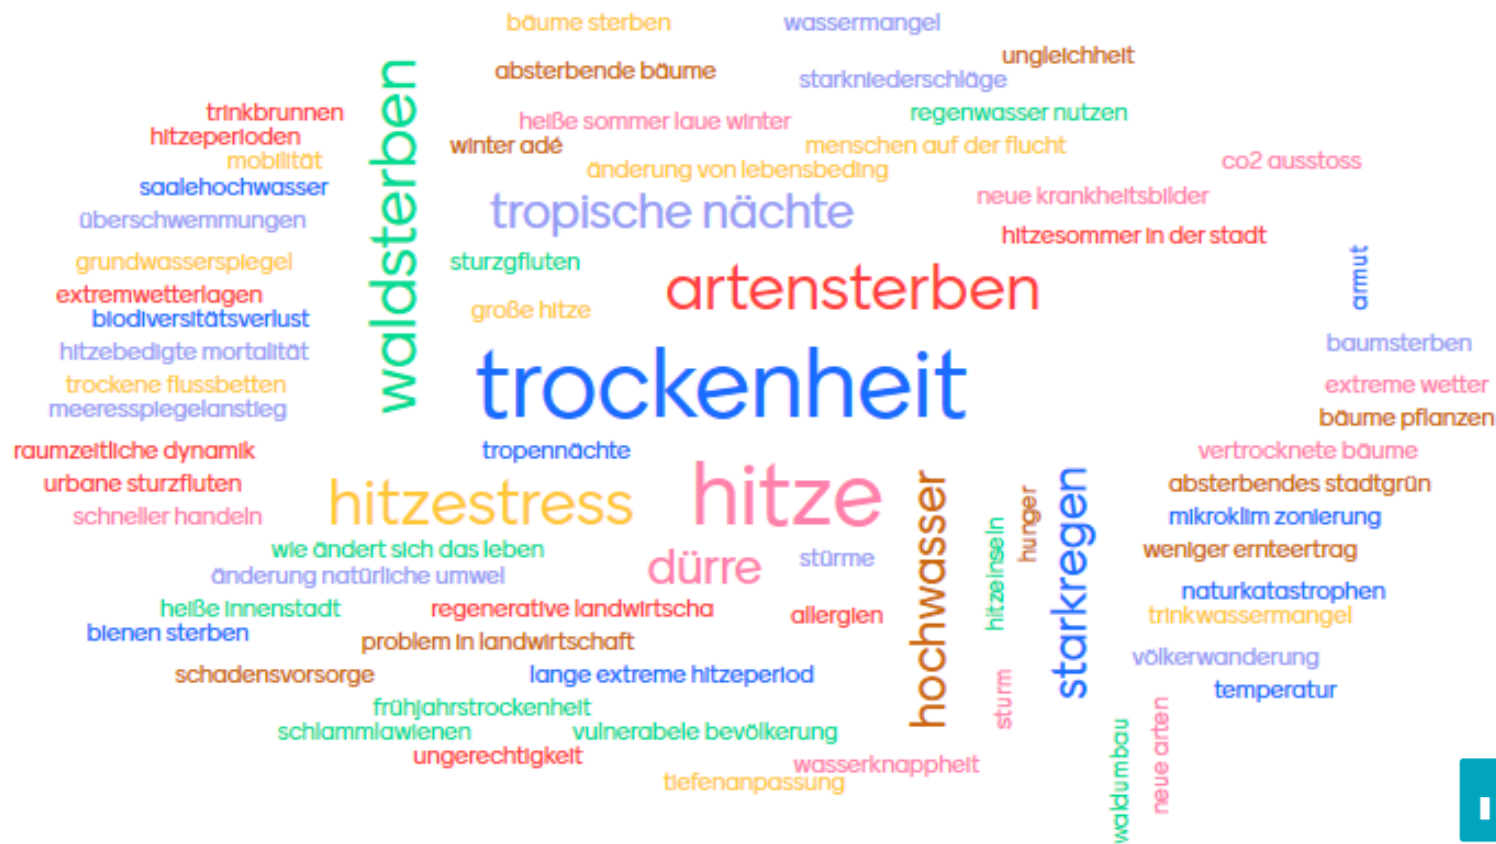 bäume sterben
wassermangel
ungleichheit
absterbende bäume
starkniederschläge
trinkbrunnen
regenwasser nutzen
heiße sommer laue winter
hitzeperioden
winter adé
menschen auf der flucht
mobilität
co2 ausstoss
änderung von lebensbeding
saalehochwasser
neue krankheitsbilder
tropische nächte
überschwemmungen
hitzesommer in der stadt
waldsterben
grundwasserspiegel
sturzgfluten
armut
artensterben
extremwetterlagen
große hitze
biodiversitätsverlust
baumsterben
hitzebedigte mortalität
trockenheit
trockene flussbetten
extreme wetter
meeresspiegelanstieg
bäume pflanzen
raumzeitliche dynamik
tropennächte
vertrocknete bäume
urbane sturzfluten
absterbendes stadtgrün
hitze
hitzestress
schneller handeln
mikroklim zonierung
hochwasser
hunger
starkregen
hitzeinseln
wie ändert sich das leben
weniger ernteertrag
stürme
dürre
änderung natürliche umwel
naturkatastrophen
heiße innenstadt
regenerative landwirtscha
allergien
trinkwassermangel
bienen sterben
problem in landwirtschaft
völkerwanderung
schadensvorsorge
lange extreme hitzeperiod
sturm
temperatur
frühjahrstrockenheit
schlammlawienen
vulnerabele bevölkerung
ungerechtigkeit
wasserknappheit
tiefenanpassung
waldumbau
neue arten